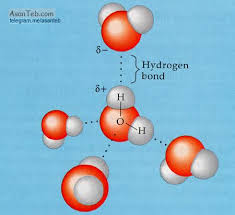 AsanTeb.com
telegram.me/asanteb
δ−
Hydrogen
bond
δ+
H
O
H